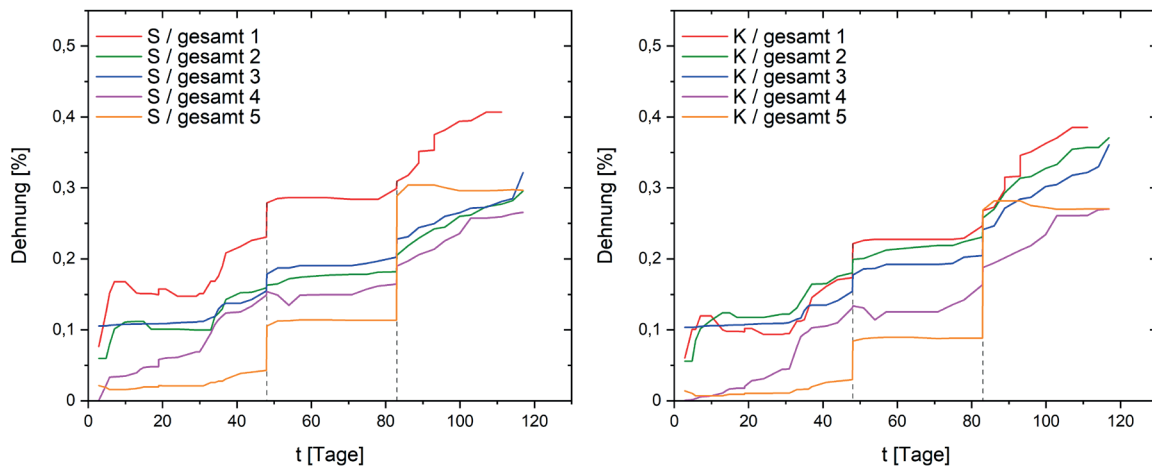 0,5
0,4
0,3
0,2
0,1
0
Dehnung [%]
S / gesamt 1
S / gesamt 2
S / gesamt 3
S / gesamt 4
S / gesamt 5
0 20 40 60 80 100 120
t [Tage]
0,5
0,4
0,3
0,2
0,1
0
Dehnung [%]
K / gesamt 1
K / gesamt 2
K / gesamt 3
K / gesamt 4
K / gesamt 5
0 20 40 60 80 100 120
t [Tage]